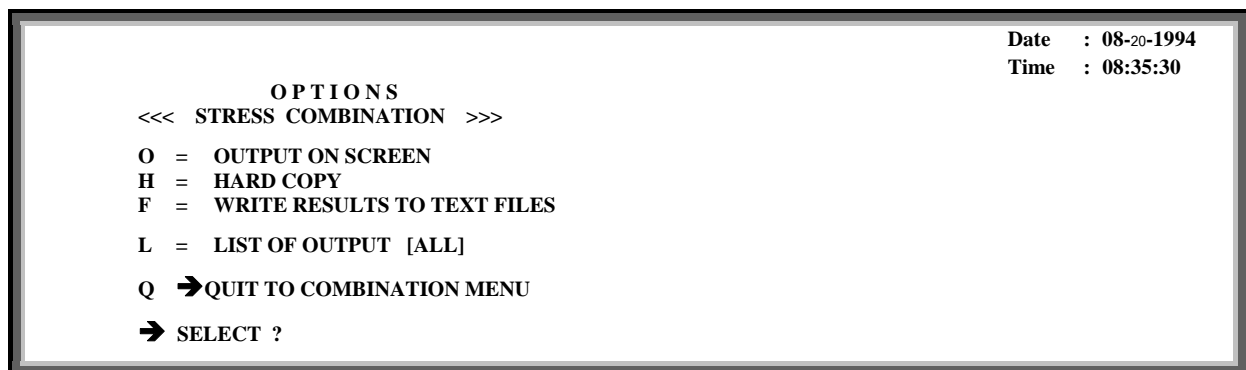 Date : 08-20-1994
Time : 08:35:30
O P T I O N S
<<< STRESS COMBINATION >>>
O = OUTPUT ON SCREEN
H = HARD COPY
F = WRITE RESULTS TO TEXT FILES
L = LIST OF OUTPUT [ALL]
Q ➔QUIT TO COMBINATION MENU
➔ SELECT ?